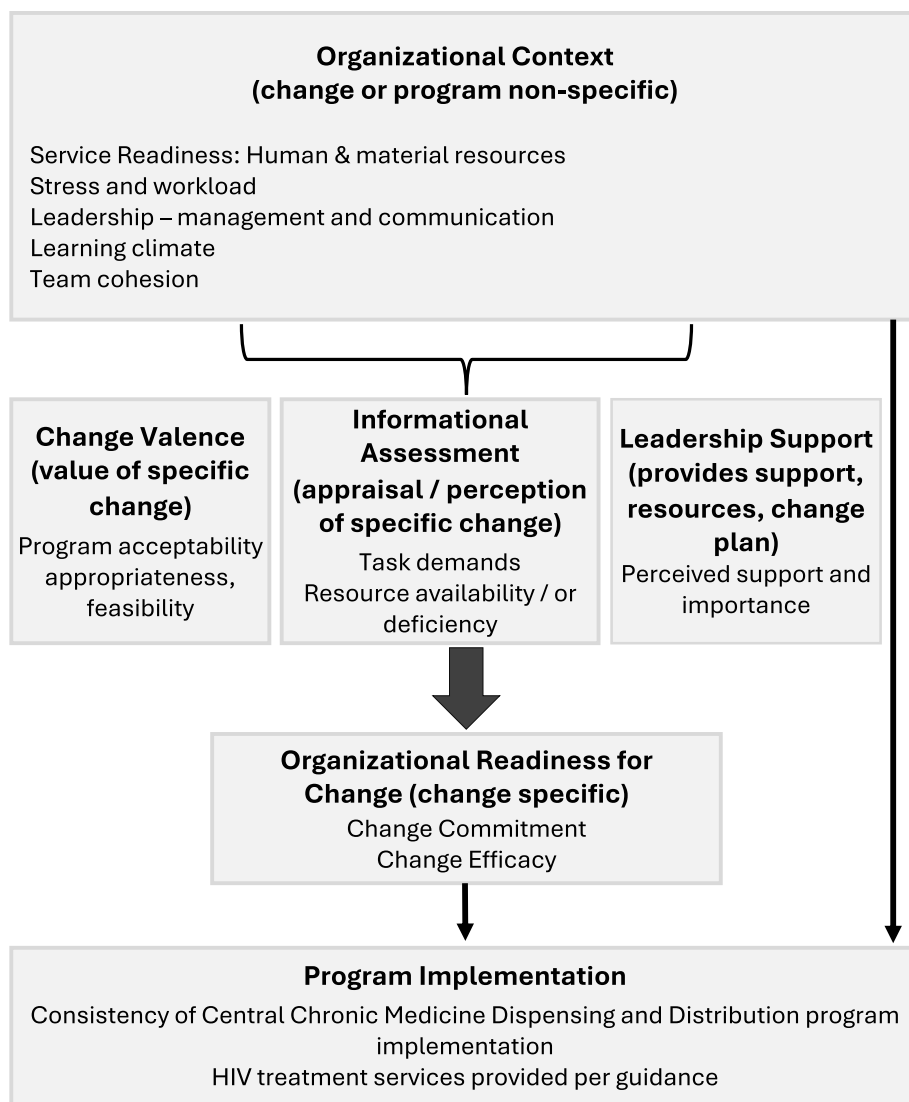 Organizational Context
(change or program non-specific)
Service Readiness: Human & material resources
Stress and workload
Leadership – management and communication
Learning climate
Team cohesion
Change Valence
(value of specific
change)
Program acceptability
appropriateness,
feasibility
Informational
Assessment
(appraisal / perception
of specific change)
Task demands
Resource availability / or
deficiency
Leadership Support
(provides support,
resources, change
plan)
Perceived support and
importance
Organizational Readiness for
Change (change specific)
Change Commitment
Change Efficacy
Program Implementation
Consistency of Central Chronic Medicine Dispensing and Distribution program
implementation
HIV treatment services provided per guidance